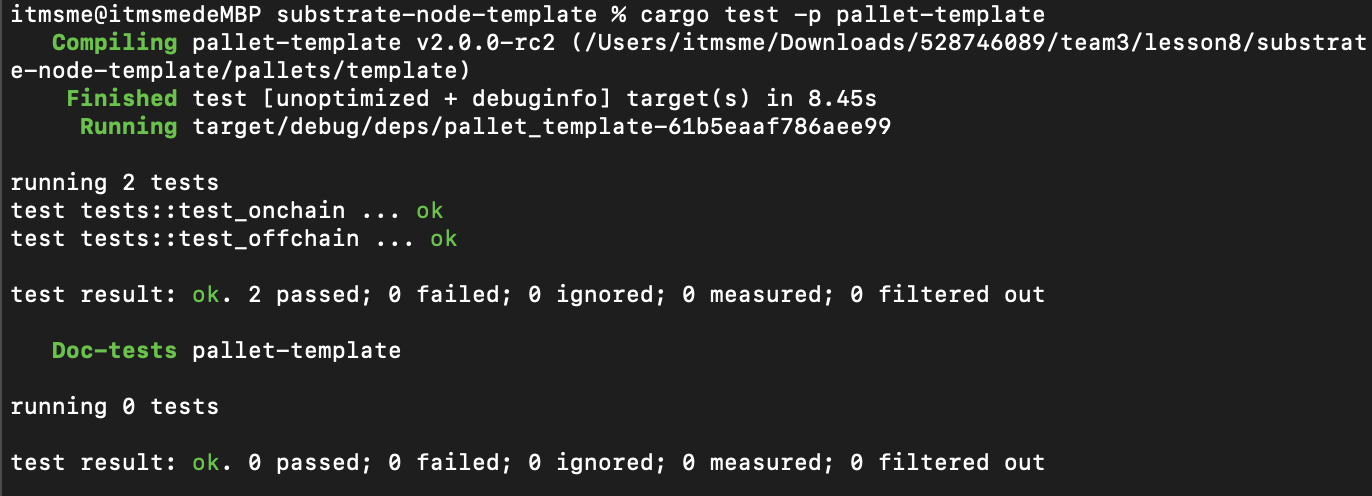 itmsme@itmsmedeMBP substrate-node-template % cargo test -p pallet-template
Compiling pallet-template v2.0.0-rc2 (/Users/itmsme/Downloads/528746089/team3/lesson8/substrat
e-node-template/pallets/template)
Finished test [unoptimized + debuginfo] target(s) in 8.45s
Running target/debug/deps/pallet_template-61b5eaaf786aee99
running 2 tests
test tests::test_onchain ... ok
test tests::test_offchain ... ok
test result: ok. 2 passed; 0 failed; 0 ignored; 0 measured; 0 filtered out
Doc-tests pallet-template
running 0 tests
test result: ok. 0 passed; 0 failed; 0 ignored; 0 measured; 0 filtered out